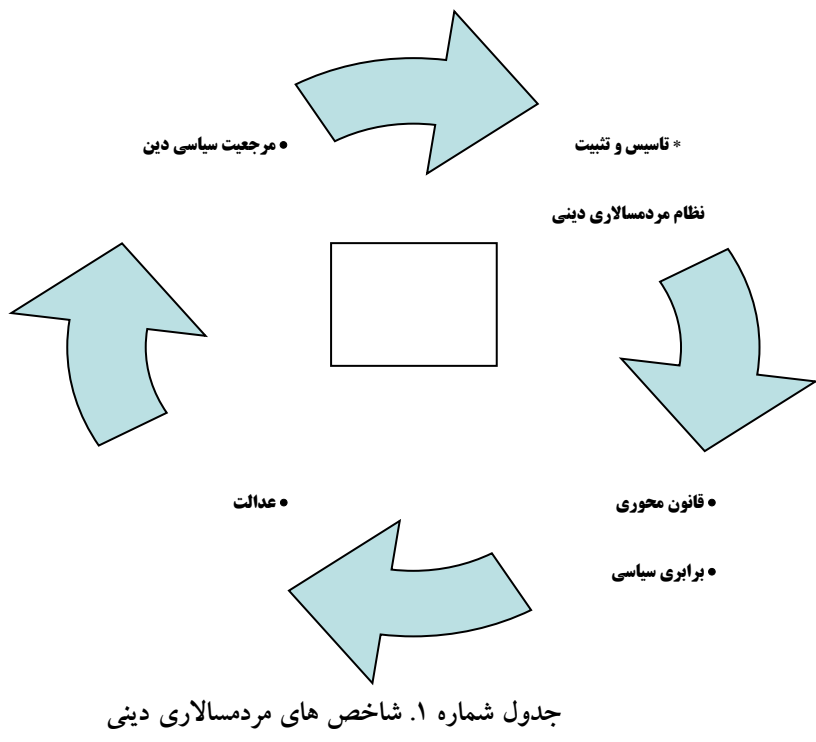 * تاسیس و تثبیت
• مرجعیت سیاسی دین
نظام مردمسالاری دینی
• قانون محوری
• عدالت
• برابری سیاسی
جدول شماره ۱. شاخص های مردمسالاری دینی